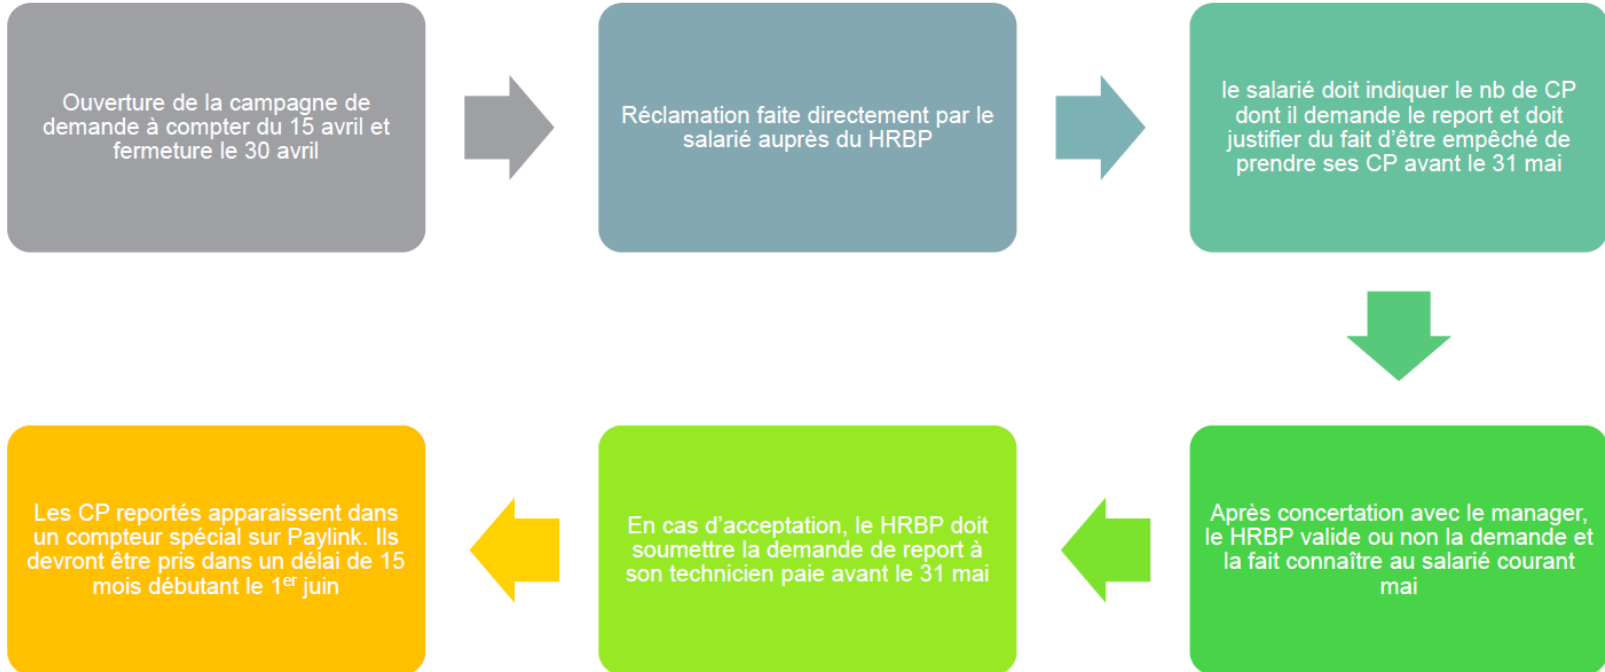 Ouverture de la campagne de
demande à compter du 15 avril et
fermeture le 30 avril
Réclamation faite directement par le
salarié auprès du HRBP
le salarié doit indiquer le nb de CP
dont il demande le report et doit
justifier du fait d’être empêché de
prendre ses CP avant le 31 mai
Après concertation avec le manager,
le HRBP valide ou non la demande et
la fait connaître au salarié courant
mai
En cas d’acceptation, le HRBP doit
soumettre la demande de report à
son technicien paie avant le 31 mai
Les CP reportés apparaissent dans
un compteur spécial sur Paylink. Ils
devront être pris dans un délai de 15
mois débutant le 1er juin